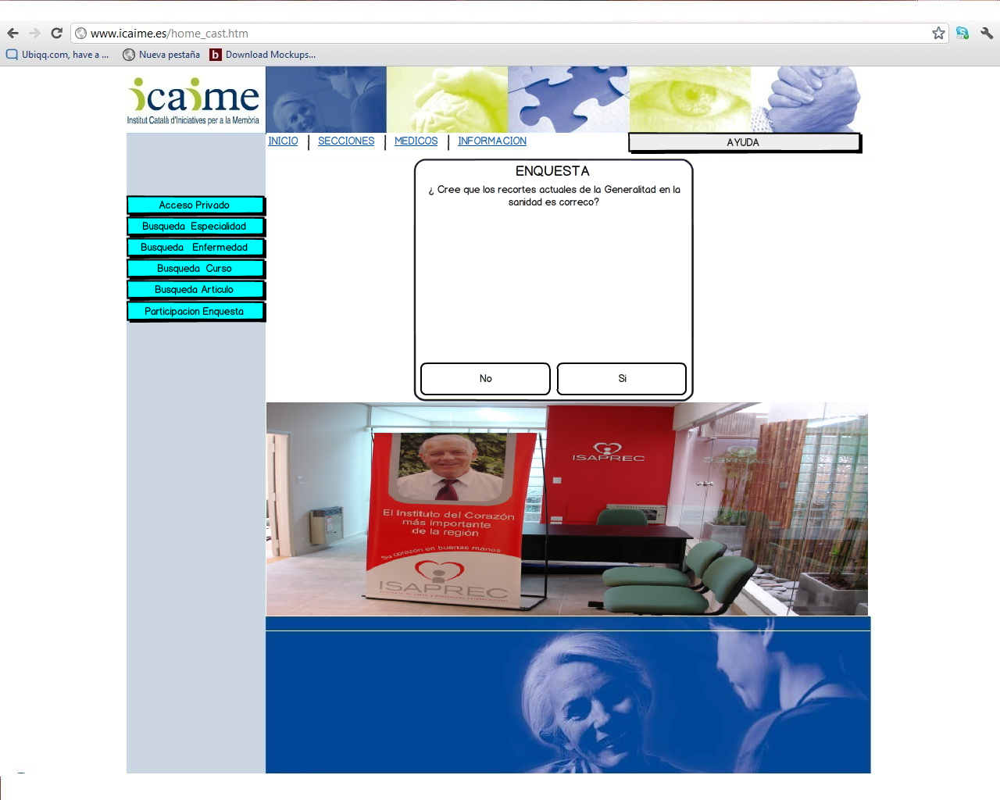 www.icaime.es/home_cast.htm
Ubiqq.com, have a ...
Nueva pestaña
Download Mockups...
icaime
Institut Català d'Iniciatives per a la Memòria
INICIO
SECCIONES
MEDICOS
INFORMACION
AYUDA
Acceso Privado
Busqueda Especialidad
Busqueda Enfermedad
Busqueda Curso
Busqueda Articulo
Participacion Enquesta
ENQUESTA
¿ Cree que los recortes actuales de la Generalitad en la
sanidad es correco?
No
Si
ISAPREC
El Instituto del Corazón
más importante
de la región
Su corazón en buenas manos
ISAPREC